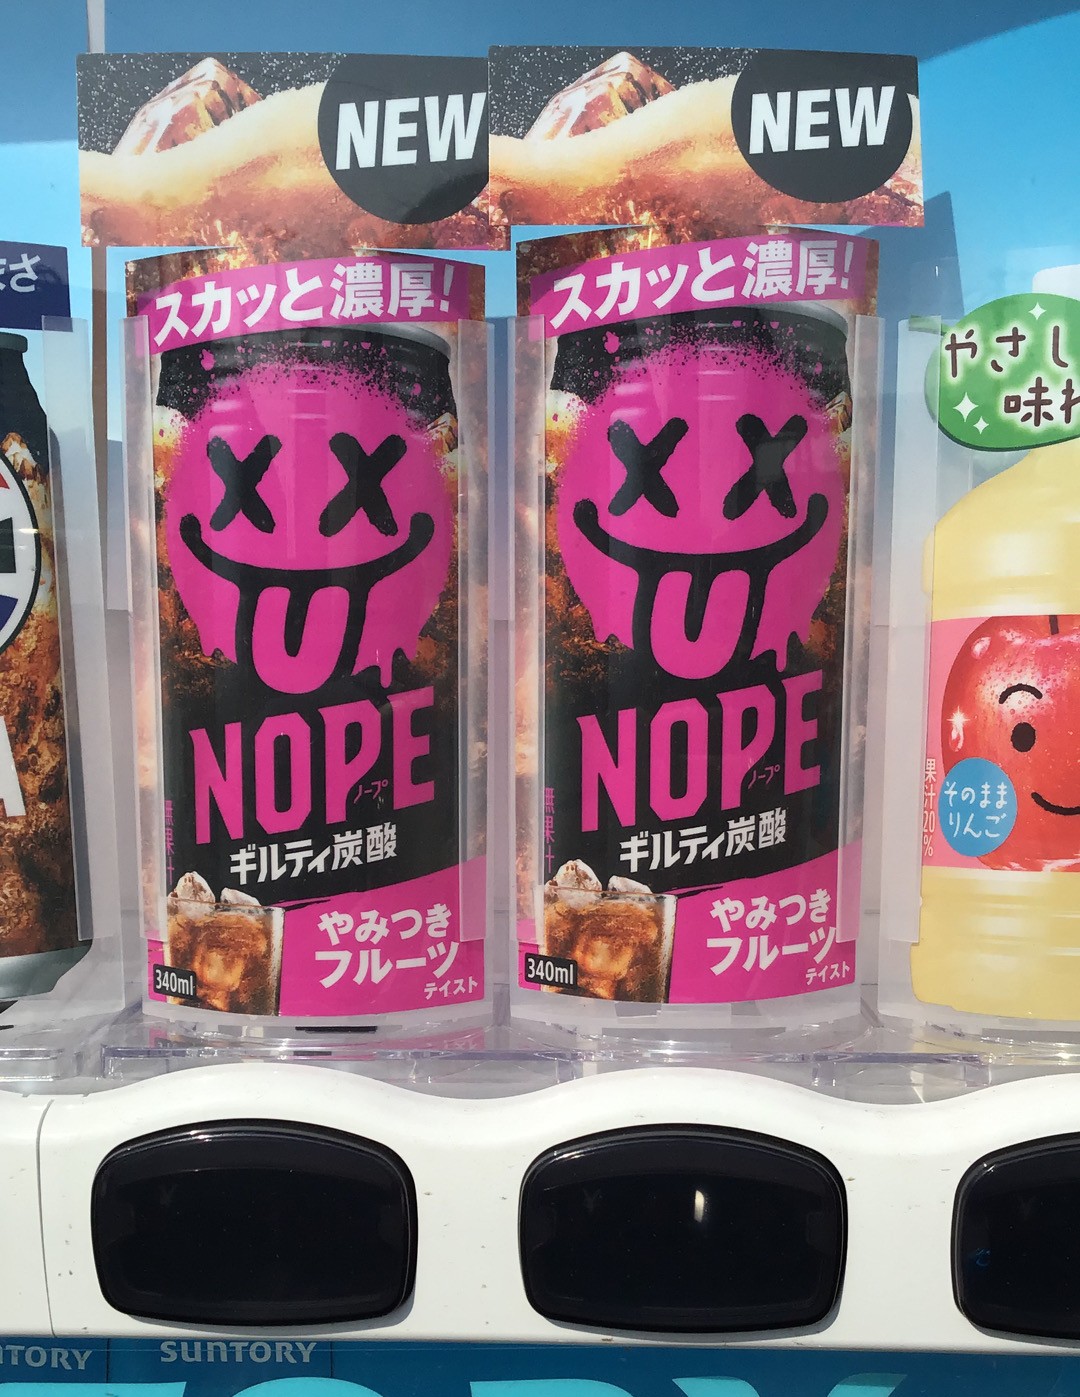 NEW
NEW
まさ
スカッと濃厚!
NOPE
ノープ
ギルティ炭酸
無果汁
やみつき
フルーツ
テイスト
340ml
スカッと濃厚!
NOPE
ノープ
ギルティ炭酸
無果汁
やみつき
フルーツ
テイスト
340ml
やさし
味わ
そのまま
りんご
果汁20%
A
TORY
SUNTORY